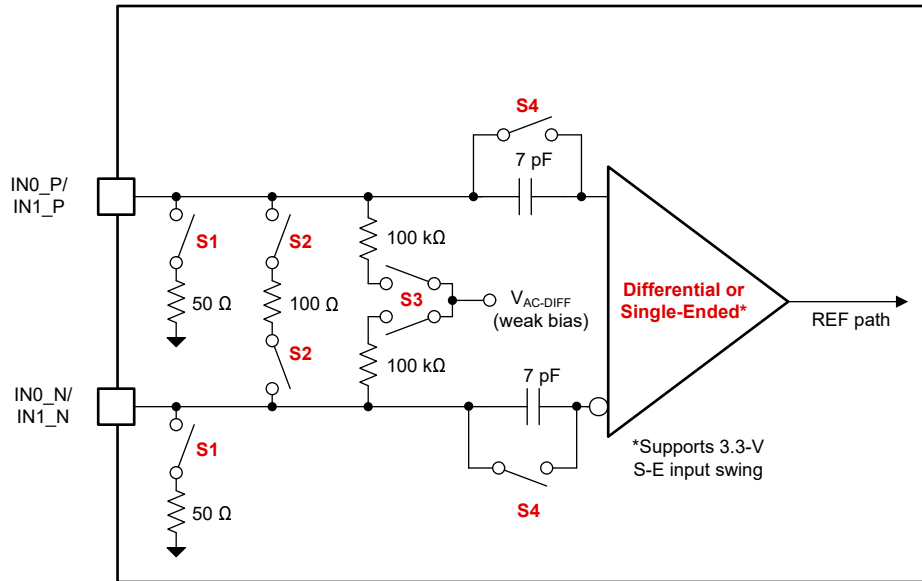 S4
7 pF
IN0_P/
IN1_P
S1
S2
100 kΩ
50 Ω
100 Ω
S3
V_AC-DIFF
(weak bias)
Differential or
Single-Ended*
REF path
S2
100 kΩ
7 pF
IN0_N/
IN1_N
S1
*Supports 3.3-V
S-E input swing
S4
50 Ω